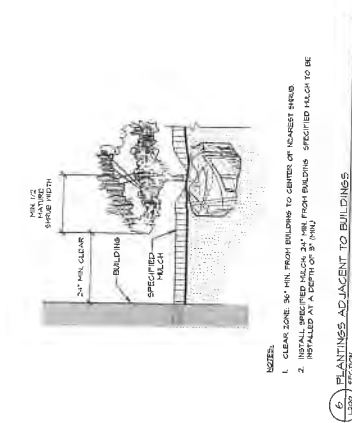 MIN. 1/2
MATURE
SHRUB WIDTH
24" MIN. CLEAR
BUILDING
SPECIFIED
MULCH
NOTES:
1. CLEAR ZONE: 36" MIN. FROM BUILDING TO CENTER OF NEAREST SHRUB.
2. INSTALL SPECIFIED MULCH: 24" MIN. FROM BUILDING. SPECIFIED MULCH TO BE
INSTALLED AT A DEPTH OF 3" (MIN.)
6 PLANTINGS ADJACENT TO BUILDINGS
L200 SECTION